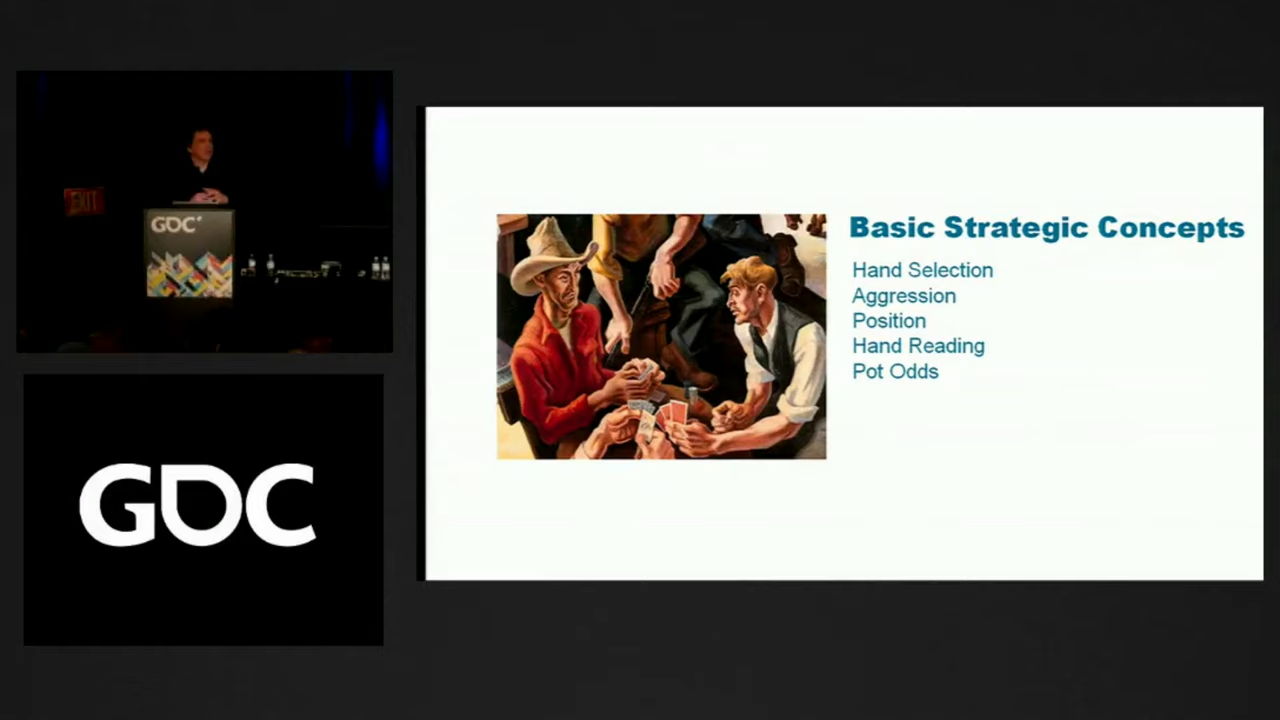 EXIT
GDC
GDC
Basic Strategic Concepts
Hand Selection
Aggression
Position
Hand Reading
Pot Odds